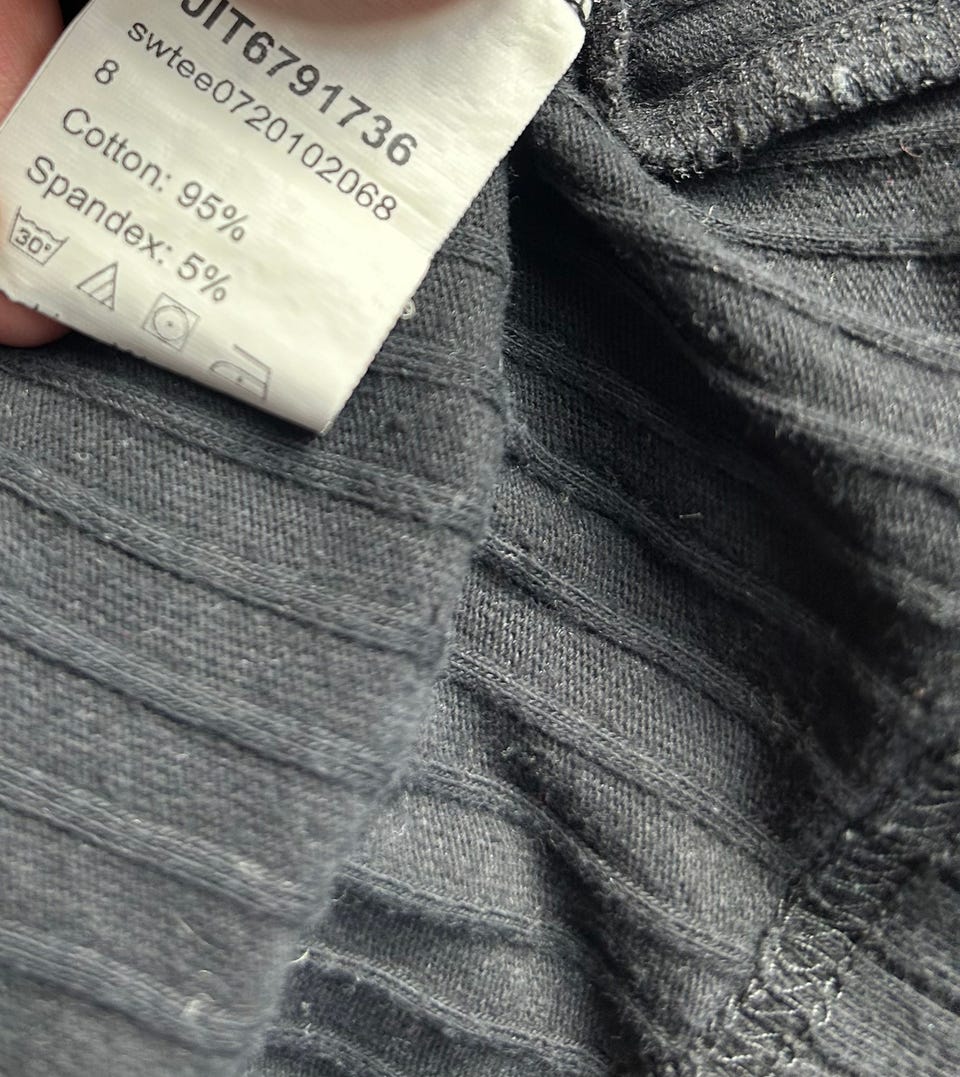 JIT6791736
swtee0720102068
8
Cotton: 95%
Spandex: 5%
30°